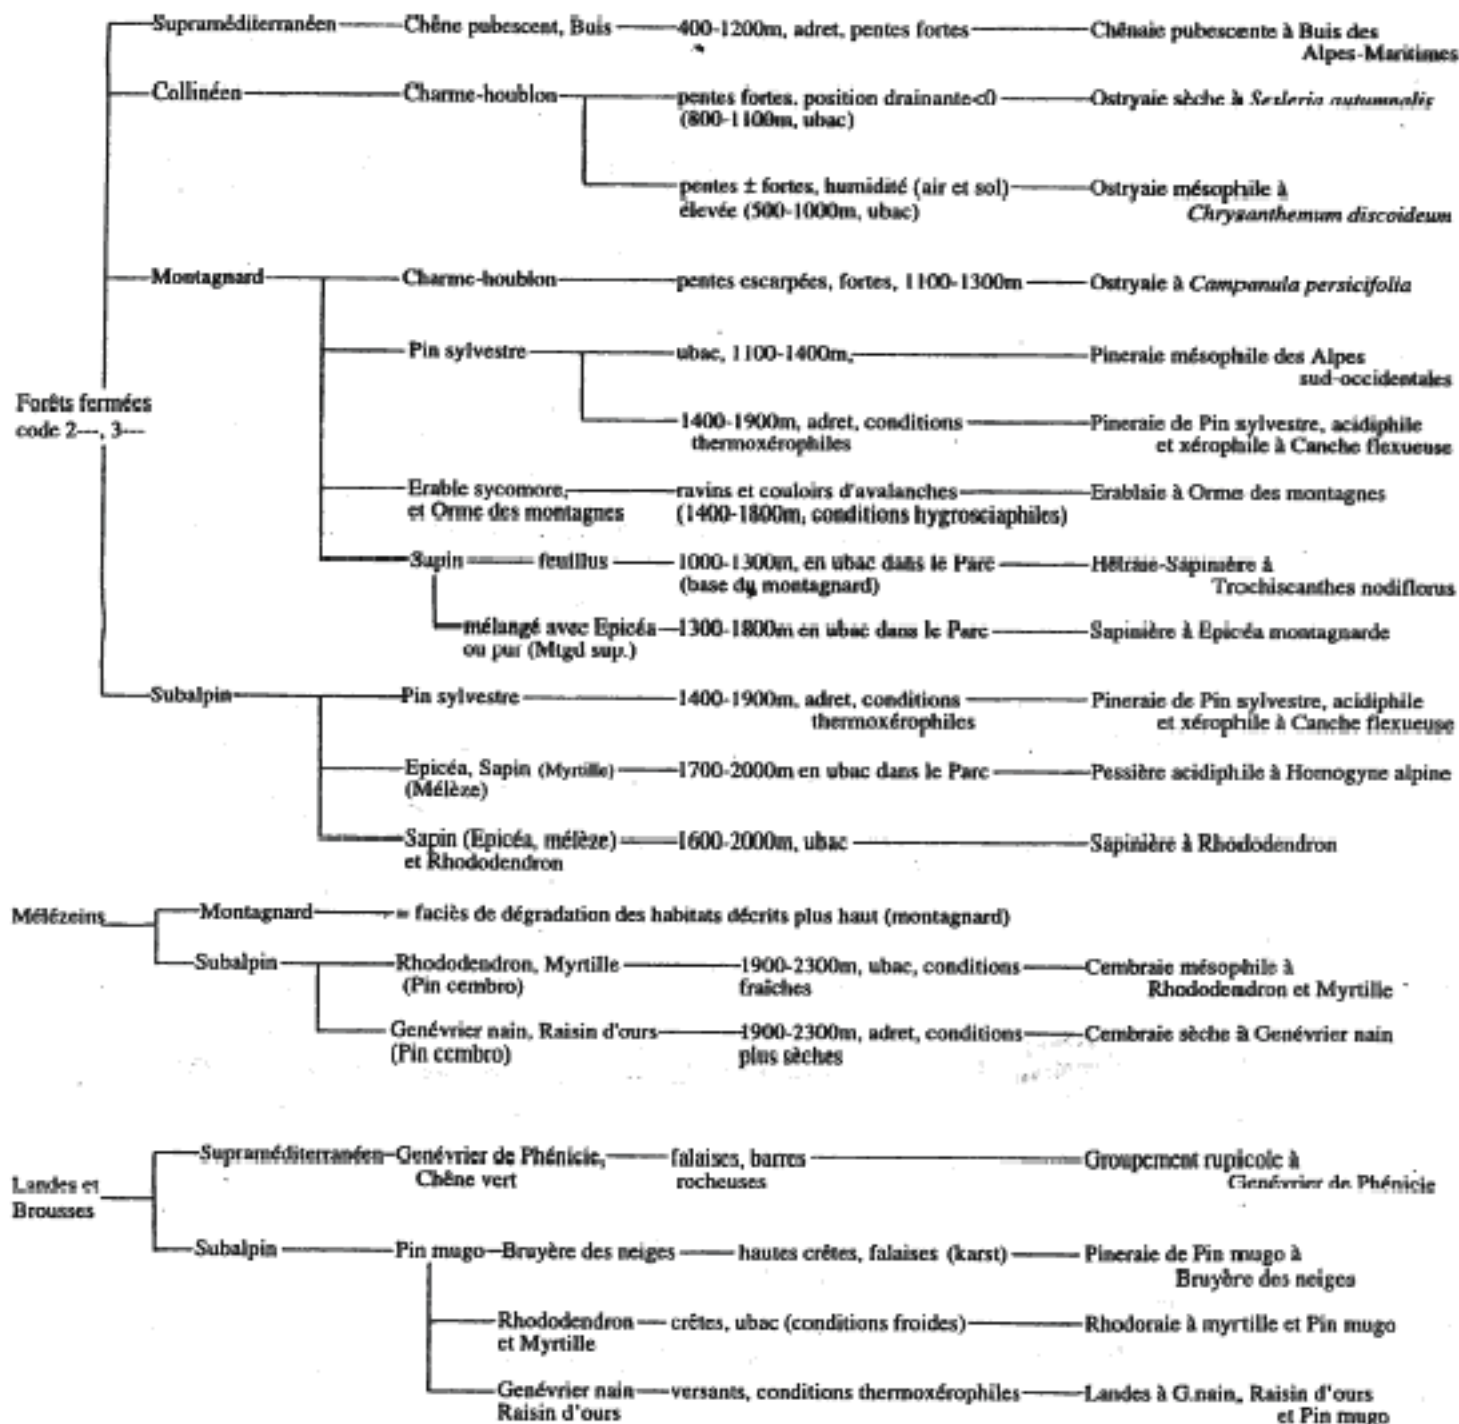 Supraméditerranéen Chêne pubescent, Buis 400-1200m, adret, pentes fortes Chênaie pubescente à Buis des
Alpes-Maritimes
Collinéen Charme-houblon pentes fortes, position drainante<0 Ostryaie sèche à Sesleria autumnalis
(800-1100m, ubac)
pentes ± fortes, humidité (air et sol) Ostryaie mésophile à
élevée (500-1000m, ubac) Chrysanthemum discoideum
Montagnard Charme-houblon pentes escarpées, fortes, 1100-1300m Ostryaie à Campanula persicifolia
Pin sylvestre ubac, 1100-1400m, Pineraie mésophile des Alpes
sud-occidentales
Forêts fermées
code 2---, 3---
1400-1900m, adret, conditions Pineraie de Pin sylvestre, acidiphile
thermoxérophiles et xérophile à Canche flexueuse
Erable sycomore, ravins et couloirs d'avalanches Erablaie à Orme des montagnes
et Orme des montagnes (1400-1800m, conditions hygrosciaphiles)
Sapin feuillus 1000-1300m, en ubac dans le Parc Hêtraie-Sapinière à
(base du montagnard) Trochiscanthes nodiflorus
mélangé avec Epicéa 1300-1800m en ubac dans le Parc Sapinière à Epicéa montagnarde
ou pur (Mtgd sup.)
Subalpin Pin sylvestre 1400-1900m, adret, conditions Pineraie de Pin sylvestre, acidiphile
thermoxérophiles et xérophile à Canche flexueuse
Epicéa, Sapin (Myrtille) 1700-2000m en ubac dans le Parc Pessière acidiphile à Homogyne alpine
(Mélèze)
Sapin (Epicéa, mélèze) 1600-2000m, ubac Sapinière à Rhododendron
et Rhododendron
Mélézeins Montagnard = faciès de dégradation des habitats décrits plus haut (montagnard)
Subalpin Rhododendron, Myrtille 1900-2300m, ubac, conditions Cembraie mésophile à
(Pin cembro) fraîches Rhododendron et Myrtille
Genévrier nain, Raisin d'ours 1900-2300m, adret, conditions Cembraie sèche à Genévrier nain
(Pin cembro) plus sèches
Landes et
Brousses
Supraméditerranéen Genévrier de Phénicie, falaises, barres Groupement rupicole à
Chêne vert rocheuses Genévrier de Phénicie
Subalpin Pin mugo Bruyère des neiges hautes crêtes, falaises (karst) Pineraie de Pin mugo à
Bruyère des neiges
Rhododendron crêtes, ubac (conditions froides) Rhodoraie à myrtille et Pin mugo
et Myrtille
Genévrier nain versants, conditions thermoxérophiles Landes à G.nain, Raisin d'ours
Raisin d'ours et Pin mugo